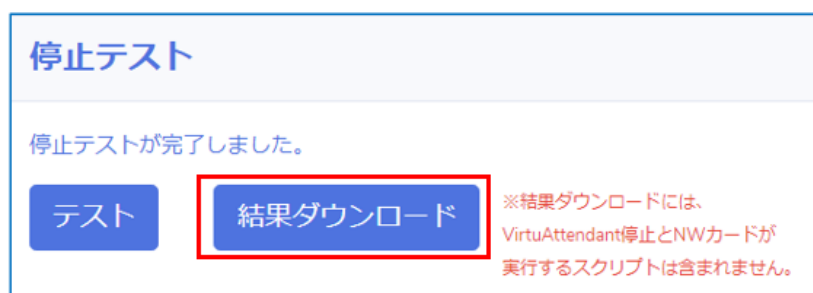 停止テスト
停止テストが完了しました。
テスト
結果ダウンロード
※結果ダウンロードには、
VirtuAttendant停止とNWカードが
実行するスクリプトは含まれません。